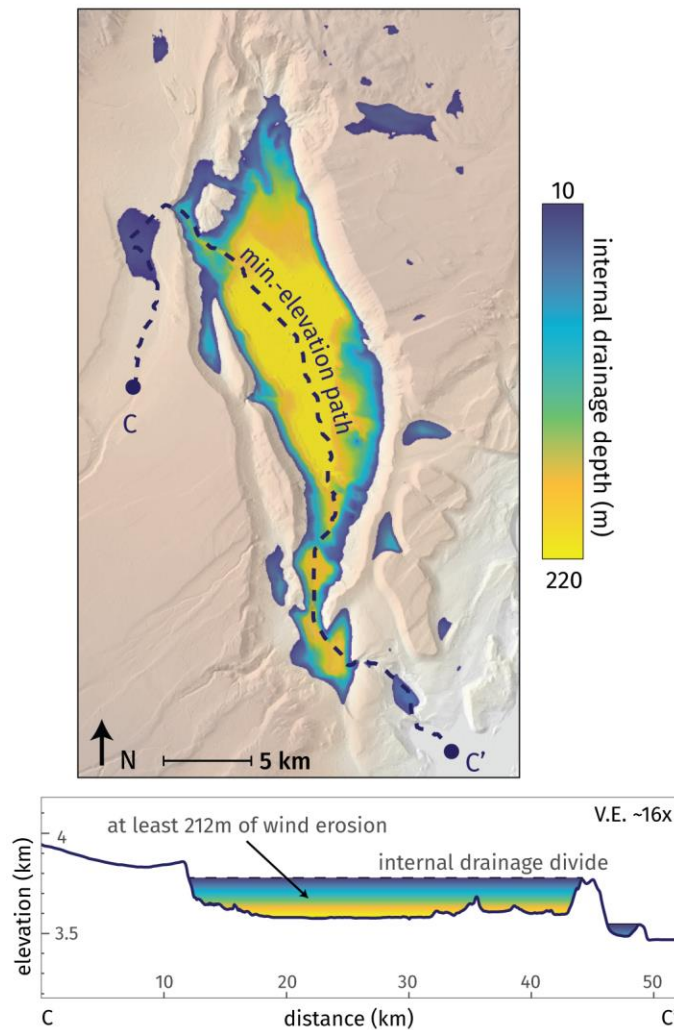 min.-elevation path
C
C'
N
5 km
10
internal drainage depth (m)
220
at least 212m of wind erosion
V.E. ~16x
internal drainage divide
elevation (km)
4
3.5
10
20
30
40
50
C
distance (km)
C'